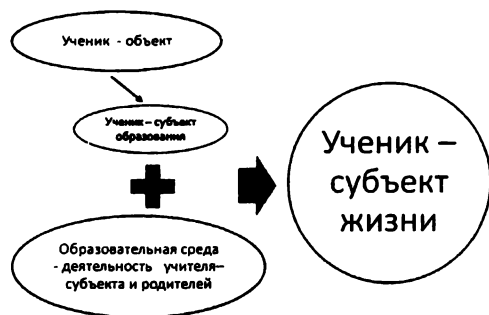 Ученик - объект
Ученик – субъект
образования
Образовательная среда
- деятельность учителя–
субъекта и родителей
Ученик –
субъект
жизни